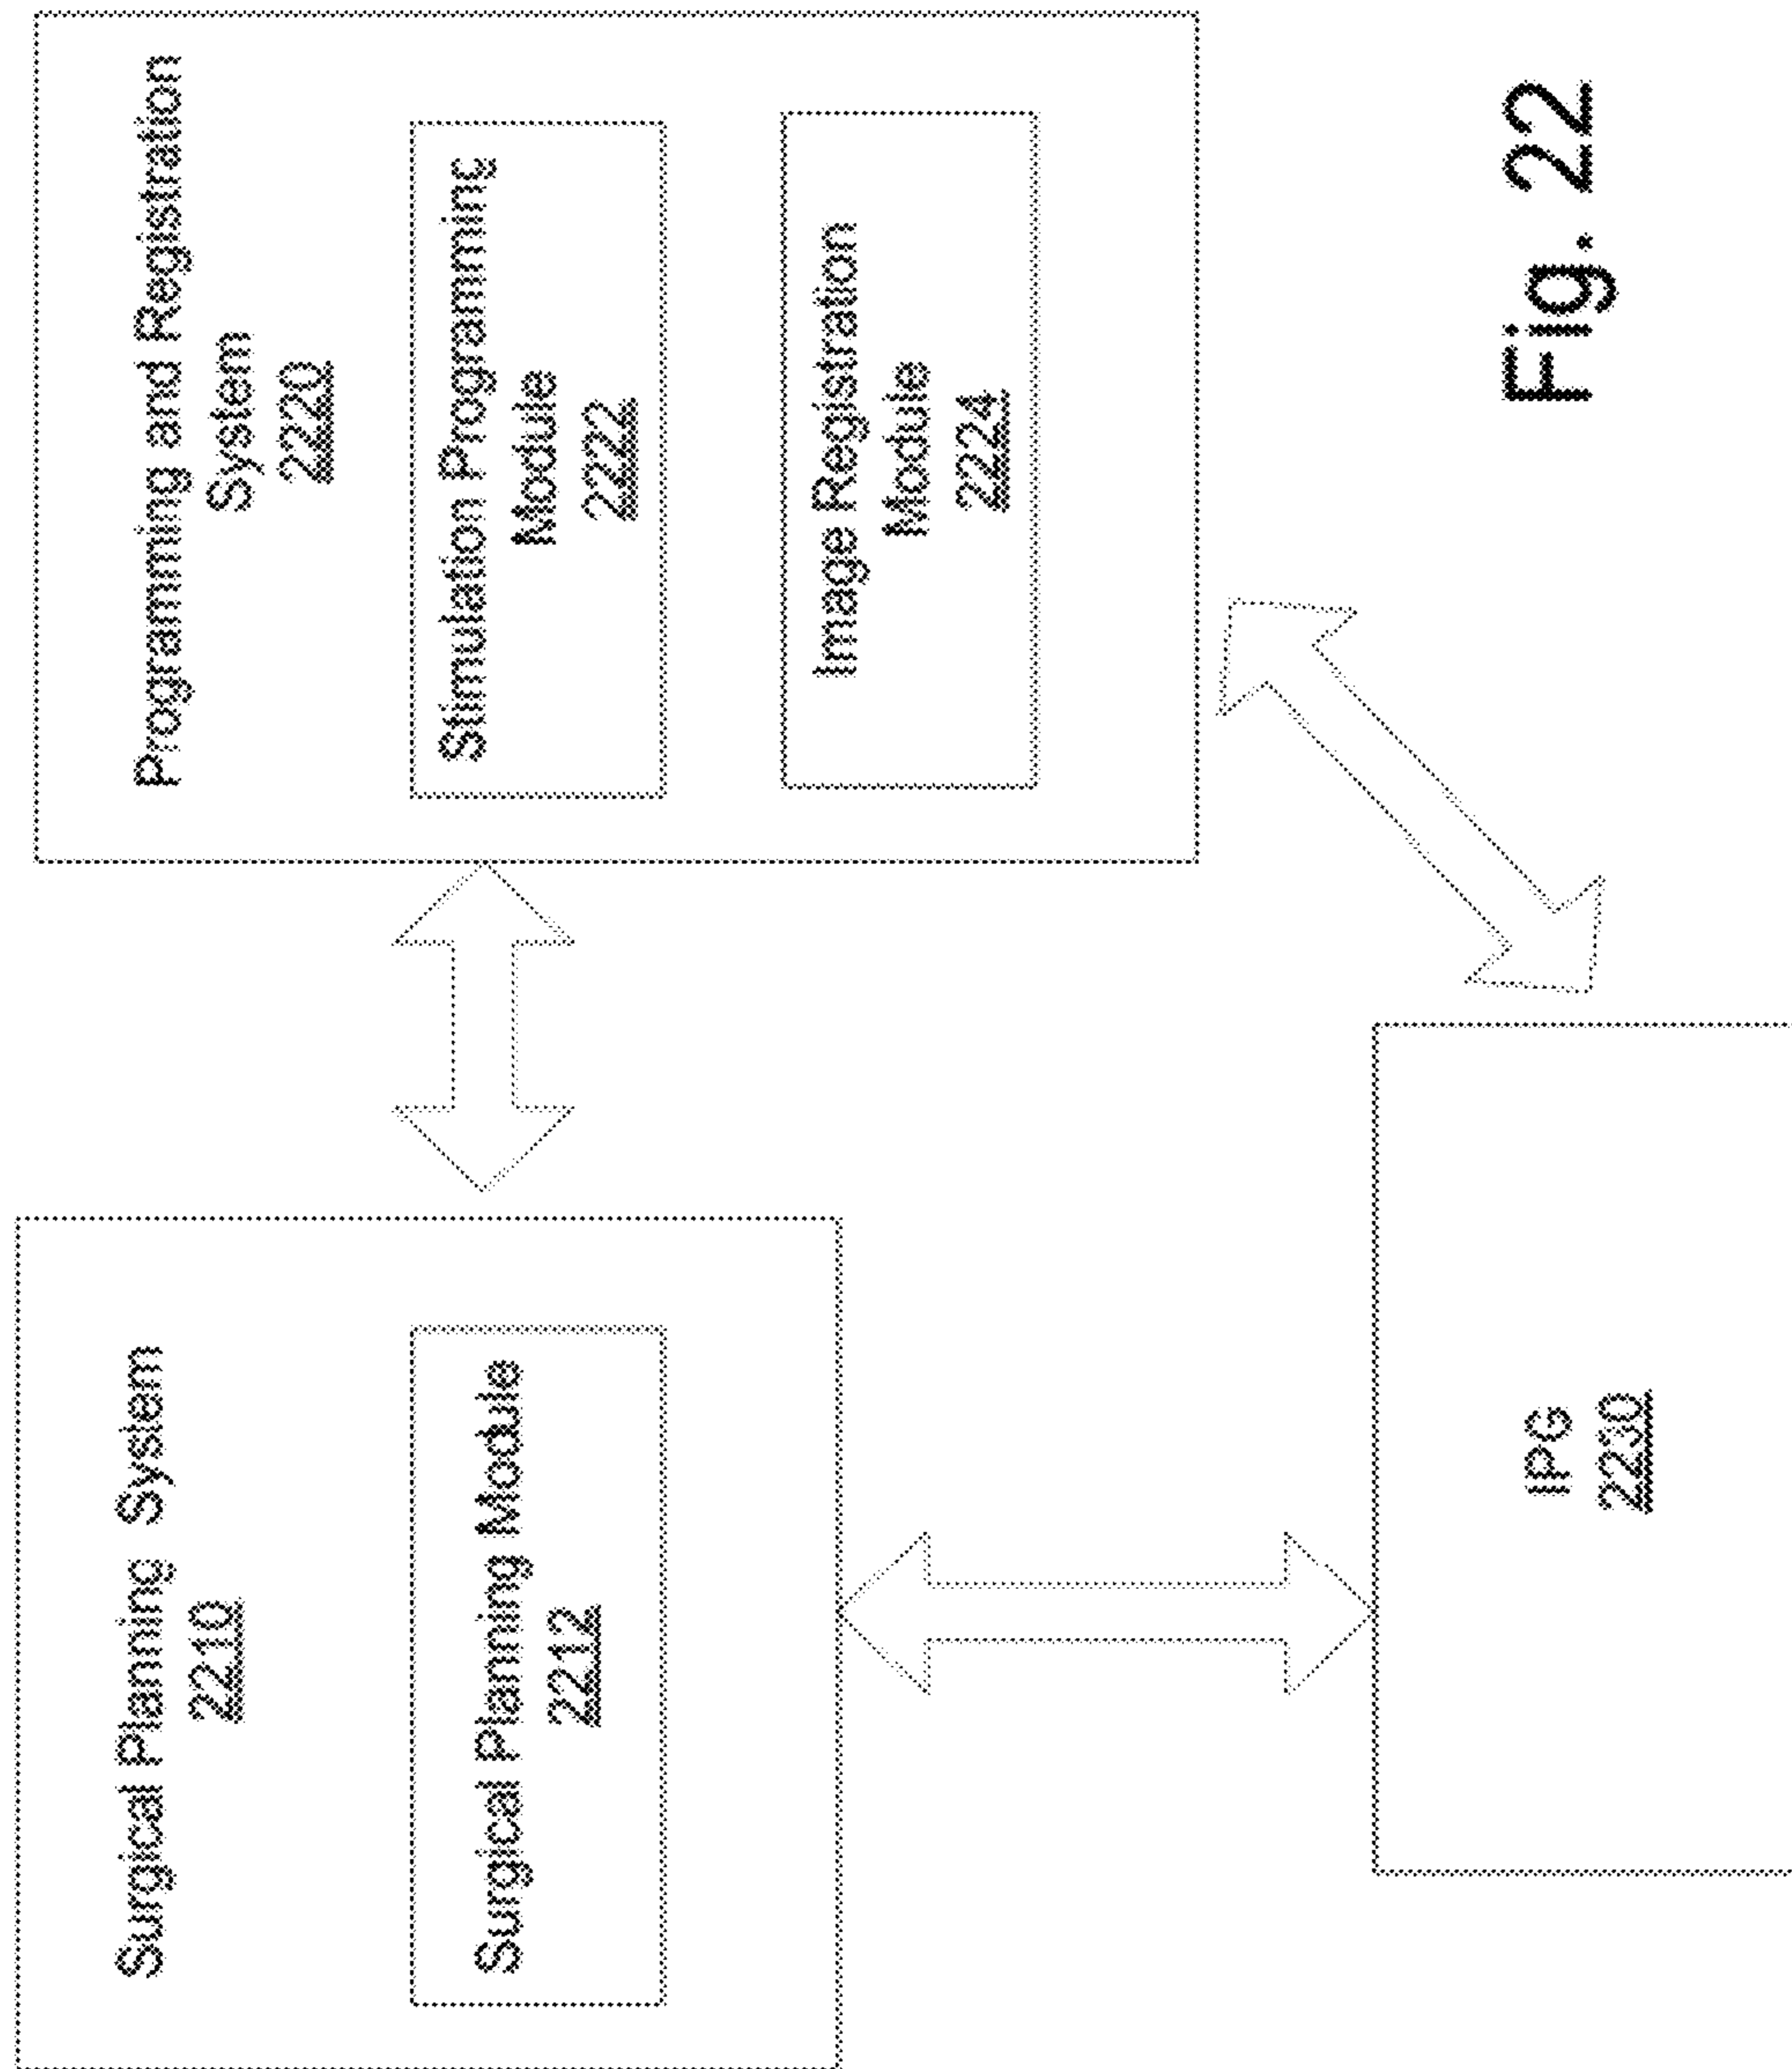 Surgical Planning System
2210
Surgical Planning Module
2212
Programming and Registration
System
2220
Stimulation Programming
Module
2222
Image Registration
Module
2224
IPG
2230
Fig. 22